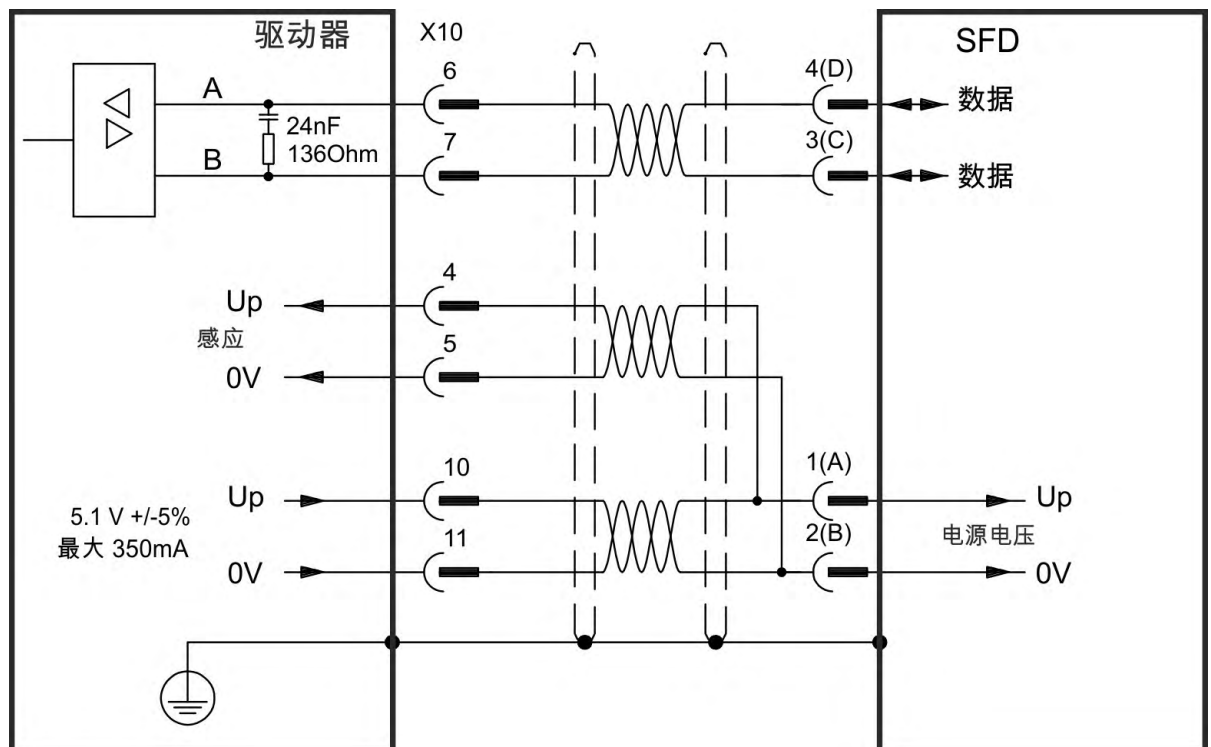 驱动器
X10
SFD
A
6
4(D)
数据
24nF
136Ohm
7
3(C)
B
数据
4
Up
感应
5
0V
10
1(A)
Up
Up
5.1 V +/-5%
最大 350mA
11
2(B)
电源电压
0V
0V